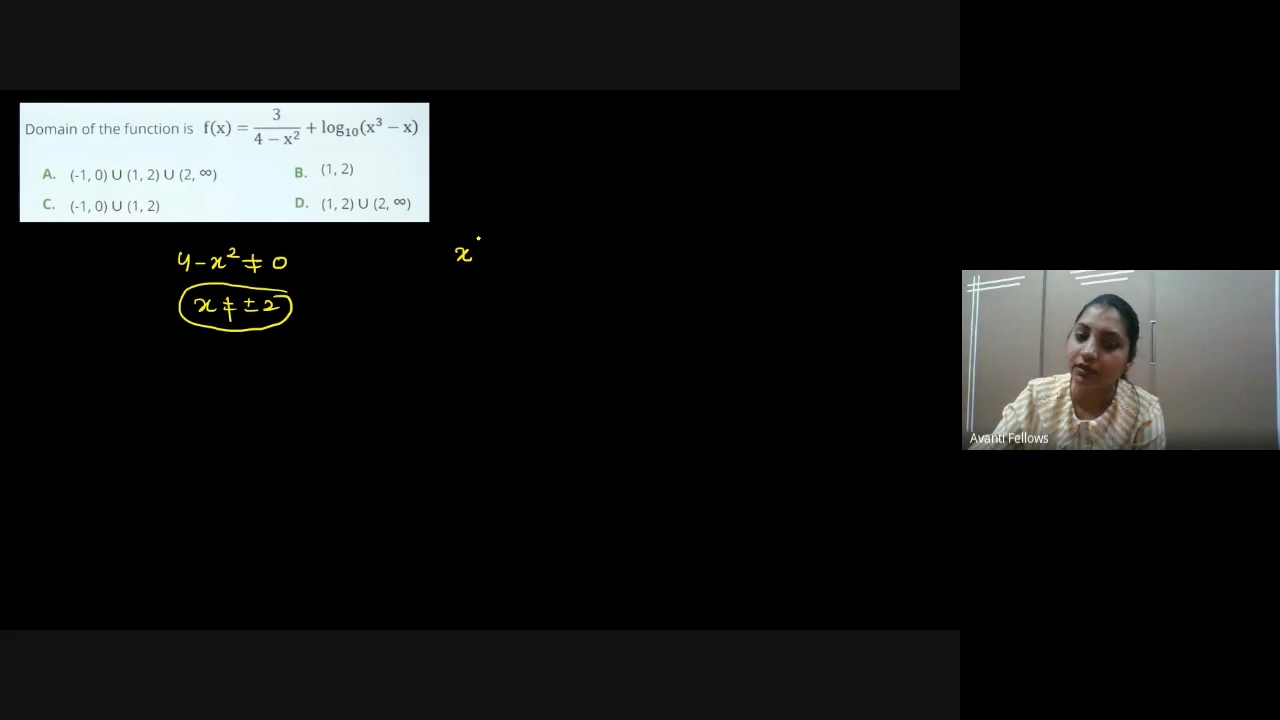 Domain of the function is f(x) = 3/(4 − x²) + log₁₀(x³ − x)
A. (-1, 0) ∪ (1, 2) ∪ (2, ∞)
B. (1, 2)
C. (-1, 0) ∪ (1, 2)
D. (1, 2) ∪ (2, ∞)
4 - x² ≠ 0
x
x ≠ ± 2
Avanti Fellows